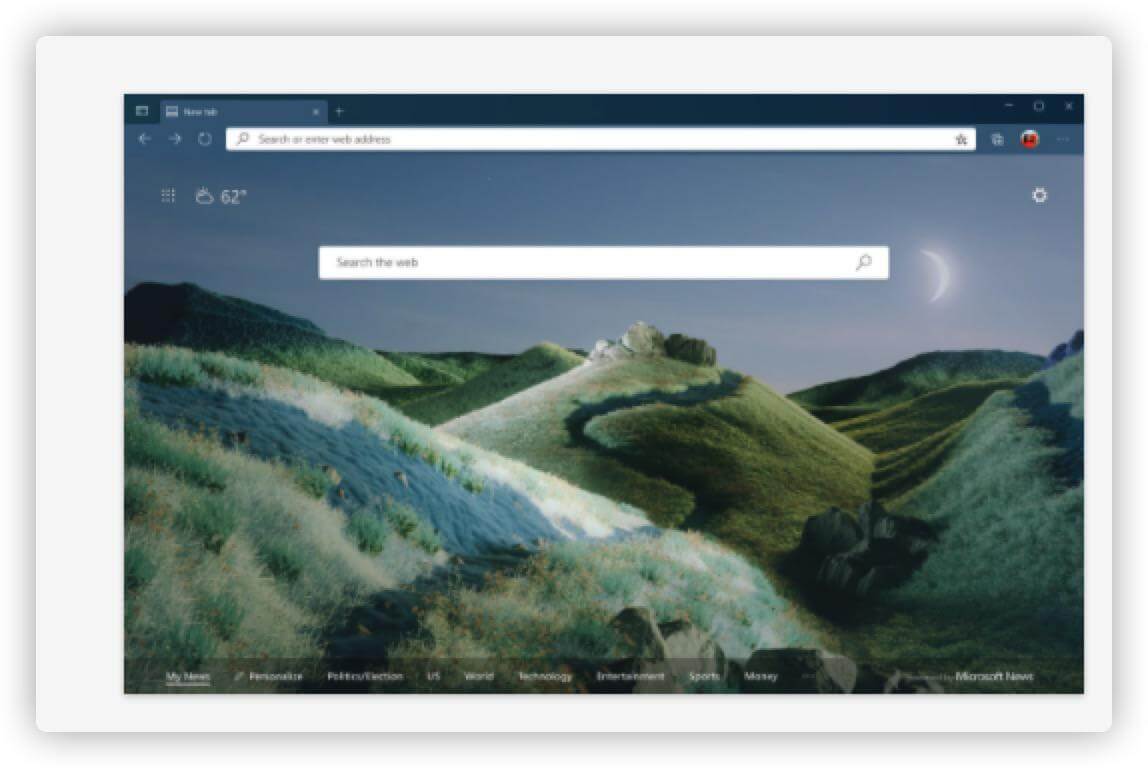 New tab
Search or enter web address
62°
Search the web
My News Personalize Politics/Election US World Technology Entertainment Sports Money powered by Microsoft News